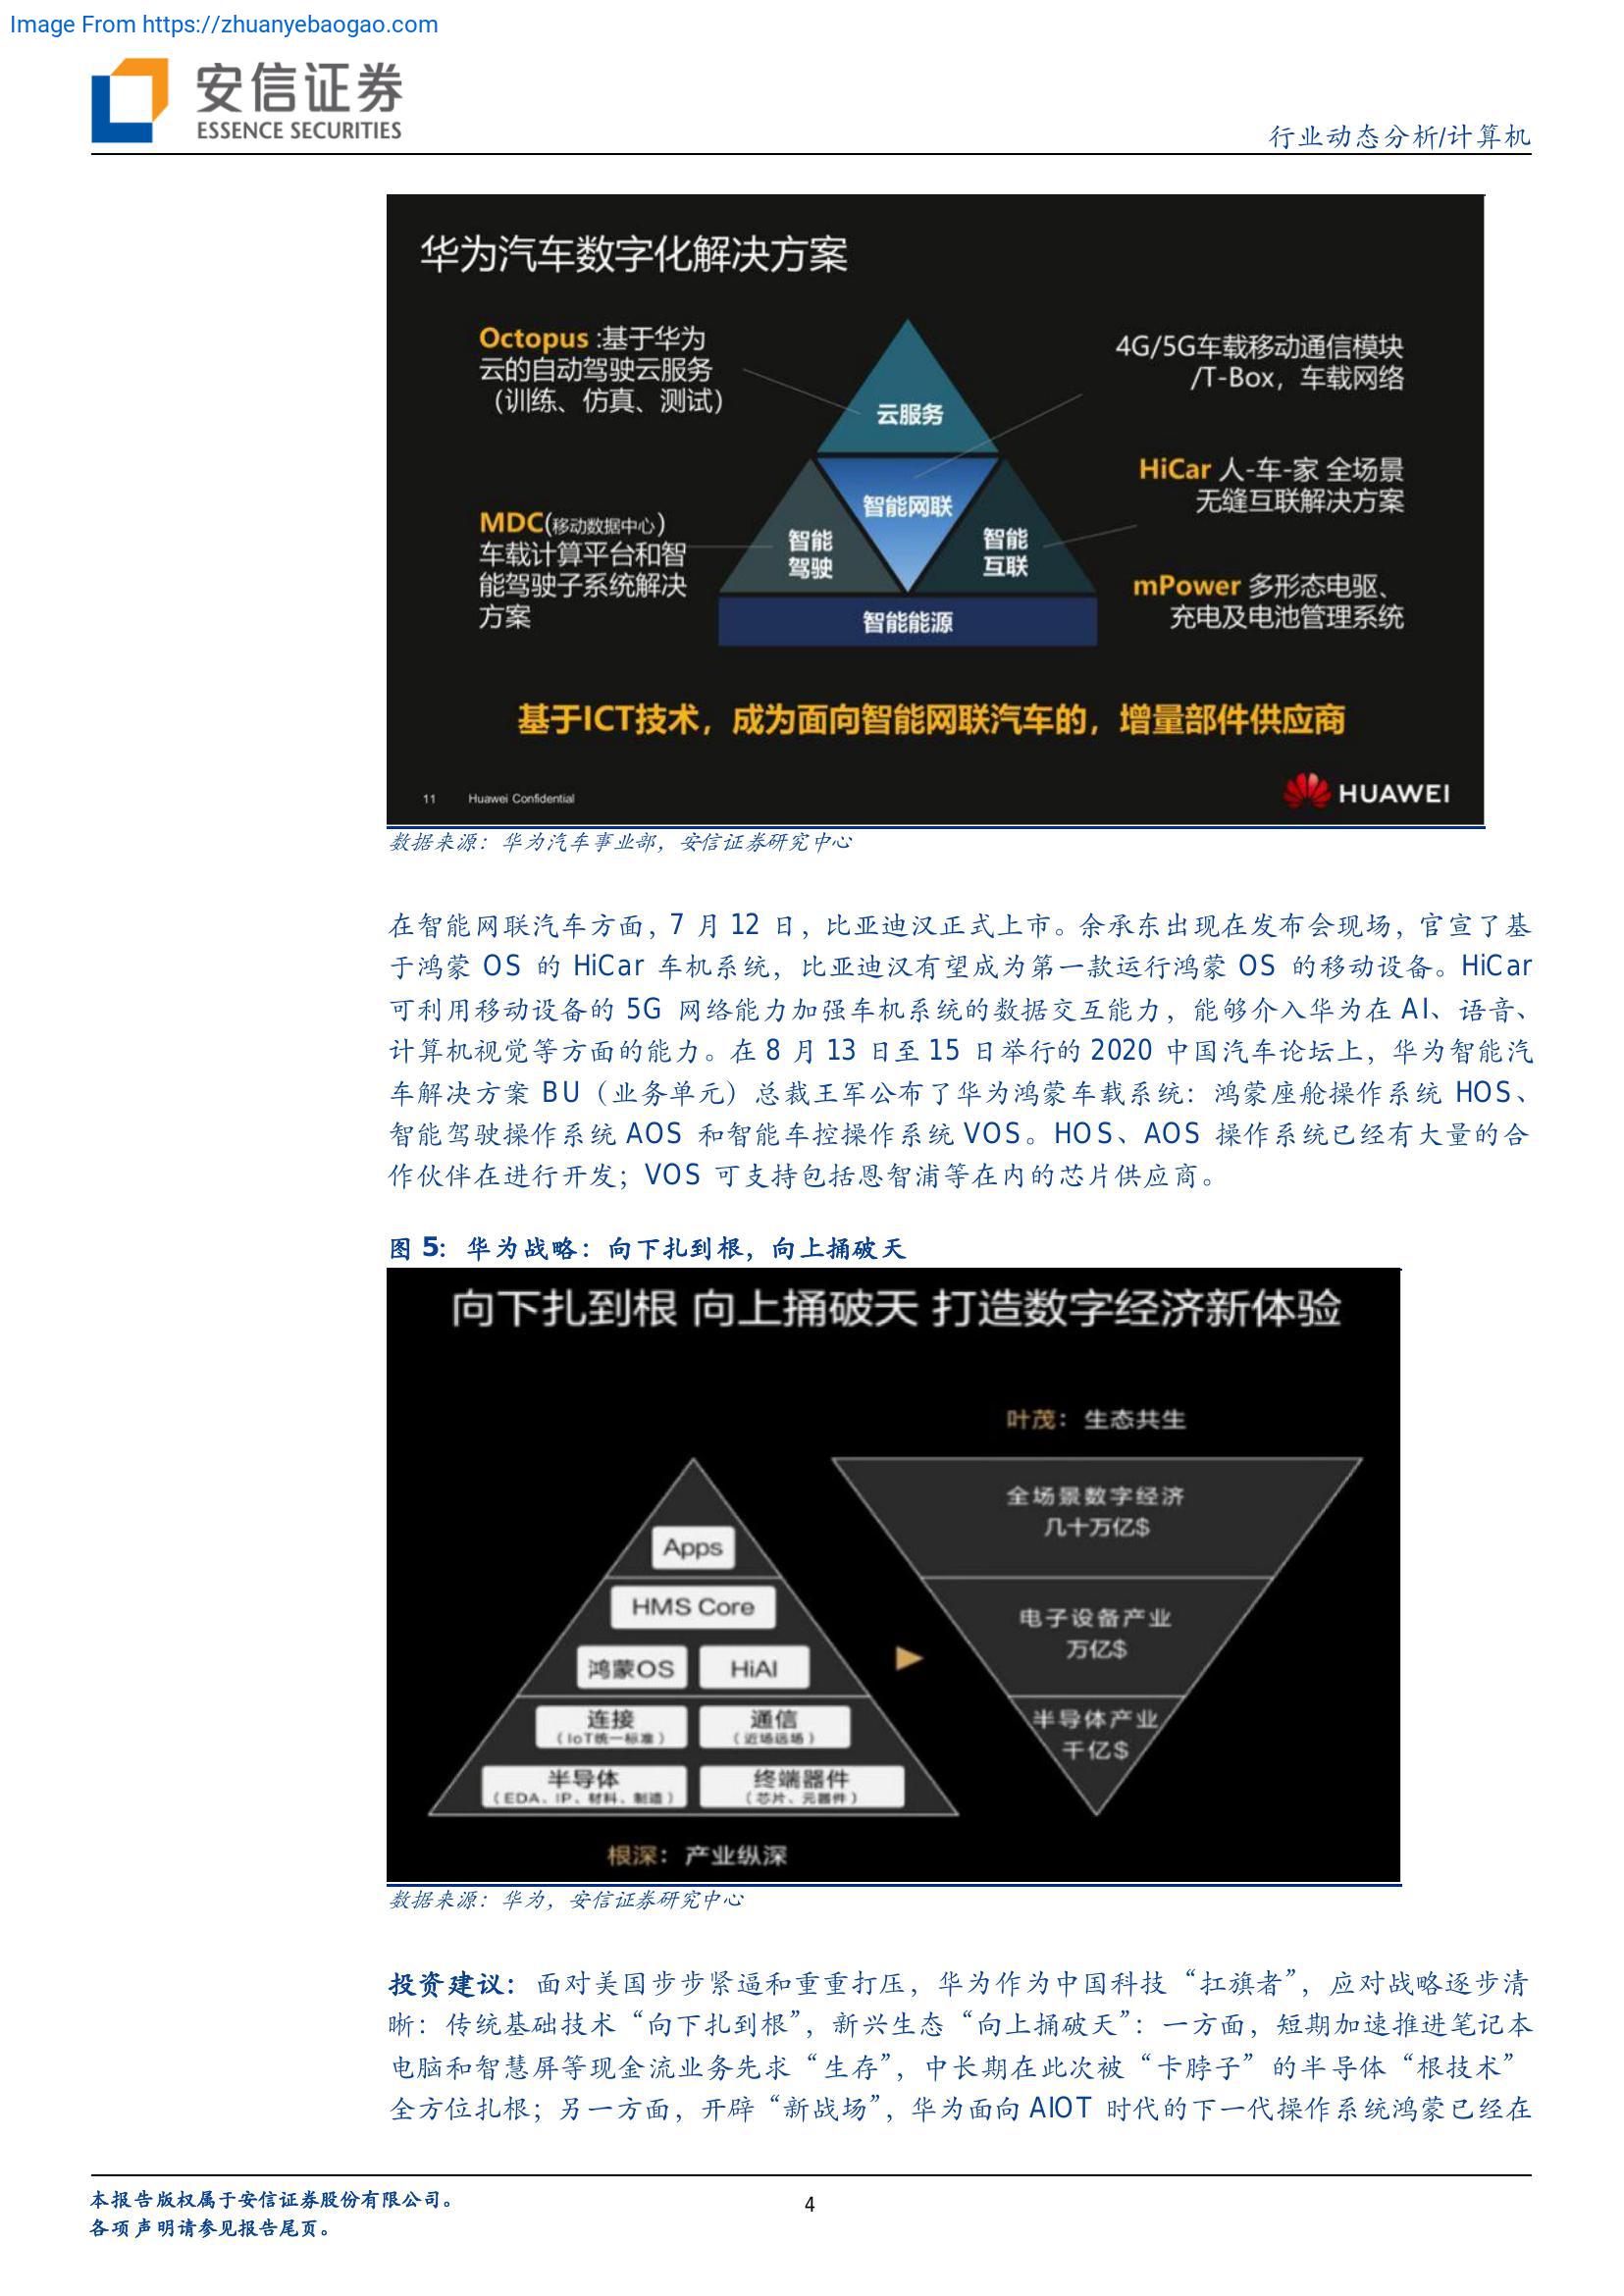 Image From https://zhuanyebaogao.com
安信证券
ESSENCE SECURITIES
行业动态分析/计算机
华为汽车数字化解决方案
Octopus :基于华为
云的自动驾驶云服务
（训练、仿真、测试）
4G/5G车载移动通信模块
/T-Box，车载网络
云服务
HiCar 人-车-家 全场景
无缝互联解决方案
智能网联
MDC(移动数据中心)
车载计算平台和智
能驾驶子系统解决
方案
智能
驾驶
智能
互联
mPower 多形态电驱、
充电及电池管理系统
智能能源
基于ICT技术，成为面向智能网联汽车的，增量部件供应商
11 Huawei Confidential
HUAWEI
数据来源：华为汽车事业部，安信证券研究中心
在智能网联汽车方面，7 月 12 日，比亚迪汉正式上市。余承东出现在发布会现场，官宣了基
于鸿蒙 OS 的 HiCar 车机系统，比亚迪汉有望成为第一款运行鸿蒙 OS 的移动设备。HiCar
可利用移动设备的 5G 网络能力加强车机系统的数据交互能力，能够介入华为在 AI、语音、
计算机视觉等方面的能力。在 8 月 13 日至 15 日举行的 2020 中国汽车论坛上，华为智能汽
车解决方案 BU（业务单元）总裁王军公布了华为鸿蒙车载系统：鸿蒙座舱操作系统 HOS、
智能驾驶操作系统 AOS 和智能车控操作系统 VOS。HOS、AOS 操作系统已经有大量的合
作伙伴在进行开发；VOS 可支持包括恩智浦等在内的芯片供应商。
图 5：华为战略：向下扎到根，向上捅破天
向下扎到根 向上捅破天 打造数字经济新体验
叶茂：生态共生
全场景数字经济
几十万亿$
Apps
HMS Core
电子设备产业
万亿$
鸿蒙OS HiAI
连接
（IoT统一标准）
通信
（近场远场）
半导体产业
千亿$
半导体
（EDA、IP、材料、制造）
终端器件
（芯片、元器件）
根深：产业纵深
数据来源：华为，安信证券研究中心
投资建议：面对美国步步紧逼和重重打压，华为作为中国科技“扛旗者”，应对战略逐步清
晰：传统基础技术“向下扎到根”，新兴生态“向上捅破天”：一方面，短期加速推进笔记本
电脑和智慧屏等现金流业务先求“生存”，中长期在此次被“卡脖子”的半导体“根技术”
全方位扎根；另一方面，开辟“新战场”，华为面向 AIOT 时代的下一代操作系统鸿蒙已经在
本报告版权属于安信证券股份有限公司。
各项声明请参见报告尾页。
4